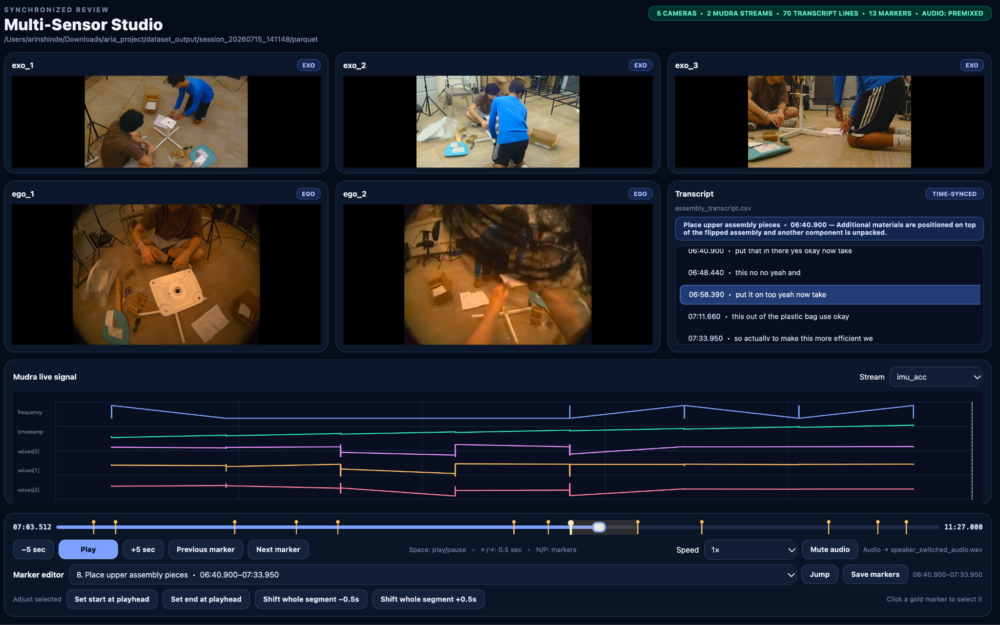 SYNCHRONIZED REVIEW
Multi-Sensor Studio
/Users/arinshinde/Downloads/aria_project/dataset_output/session_20260715_141148/parquet
5 CAMERAS • 2 MUDRA STREAMS • 70 TRANSCRIPT LINES • 13 MARKERS • AUDIO: PREMIXED
exo_1
EXO
exo_2
EXO
exo_3
EXO
ego_1
EGO
ego_2
EGO
Transcript
TIME-SYNCED
assembly_transcript.csv
Place upper assembly pieces • 06:40.900 — Additional materials are positioned on top
of the flipped assembly and another component is unpacked.
06:40.900 • put that in there yes okay now take
06:48.440 • this no no yeah and
06:58.390 • put it on top yeah now take
07:11.660 • this out of the plastic bag use okay
07:33.950 • so actually to make this more efficient we
Mudra live signal
Stream
imu_acc
frequency
timestamp
values[0]
values[1]
values[2]
07:03.512
11:27.000
−5 sec
Play
+5 sec
Previous marker
Next marker
Space: play/pause • ←/→: 0.5 sec • N/P: markers
Speed
1×
Mute audio
Audio → speaker_switched_audio.wav
Marker editor
8. Place upper assembly pieces • 06:40.900–07:33.950
Jump
Save markers
06:40.900–07:33.950
Adjust selected
Set start at playhead
Set end at playhead
Shift whole segment −0.5s
Shift whole segment +0.5s
Click a gold marker to select it